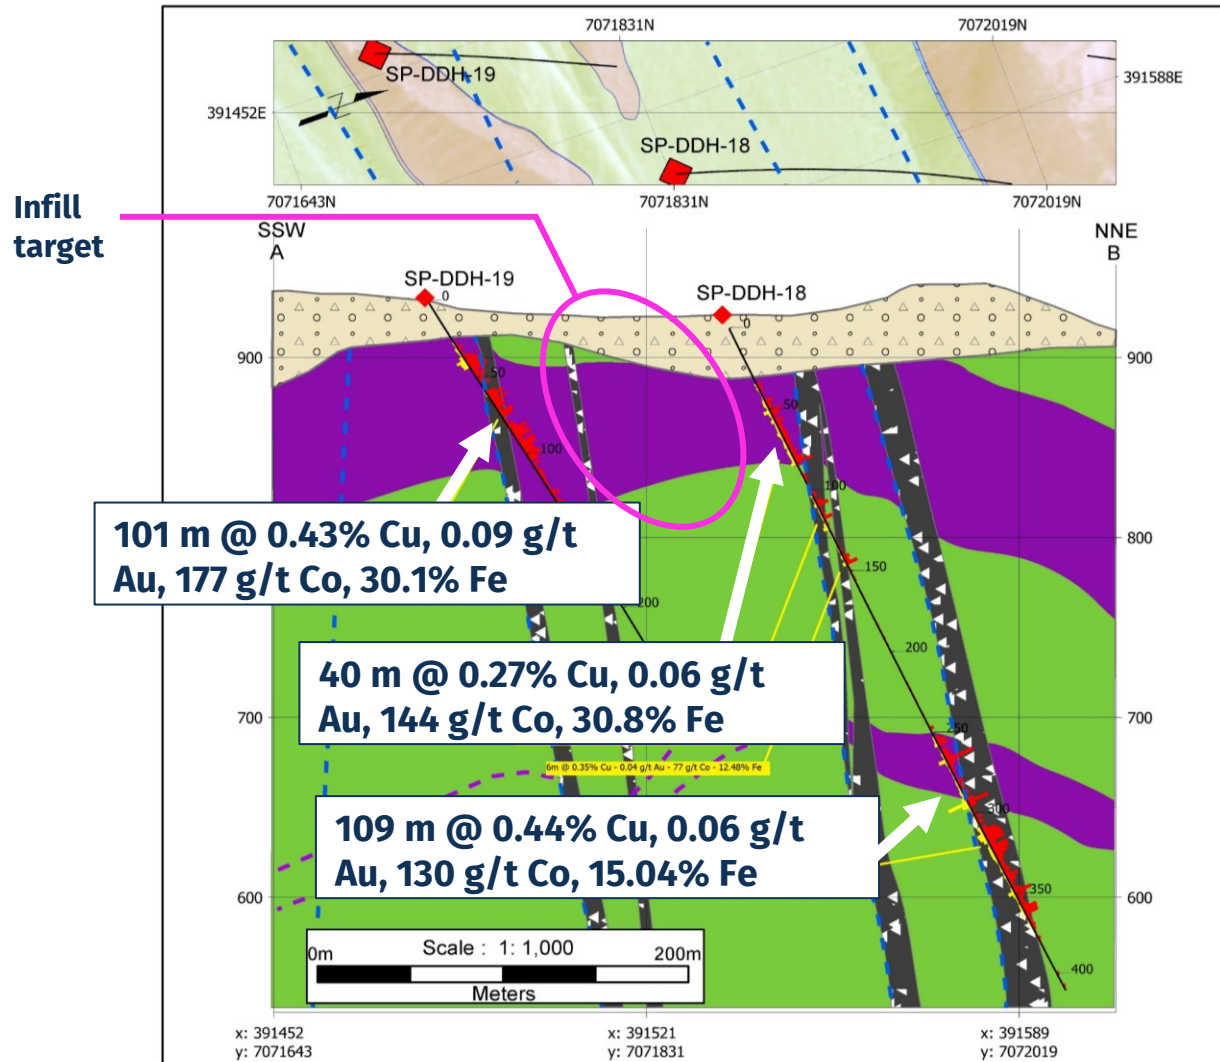 7071831N
7072019N
SP-DDH-19
391588E
391452E
SP-DDH-18
7071643N
7071831N
7072019N
Infill
target
SSW
A
NNE
B
SP-DDH-19
0
SP-DDH-18
0
900
900
50
50
100
100
101 m @ 0.43% Cu, 0.09 g/t
Au, 177 g/t Co, 30.1% Fe
800
150
200
200
40 m @ 0.27% Cu, 0.06 g/t
Au, 144 g/t Co, 30.8% Fe
700
700
250
6m @ 0.35% Cu - 0.04 g/t Au - 77 g/t Co - 12.48% Fe
300
109 m @ 0.44% Cu, 0.06 g/t
Au, 130 g/t Co, 15.04% Fe
350
600
600
Scale : 1: 1,000
0m
200m
Meters
400
x: 391452
y: 7071643
x: 391521
y: 7071831
x: 391589
y: 7072019